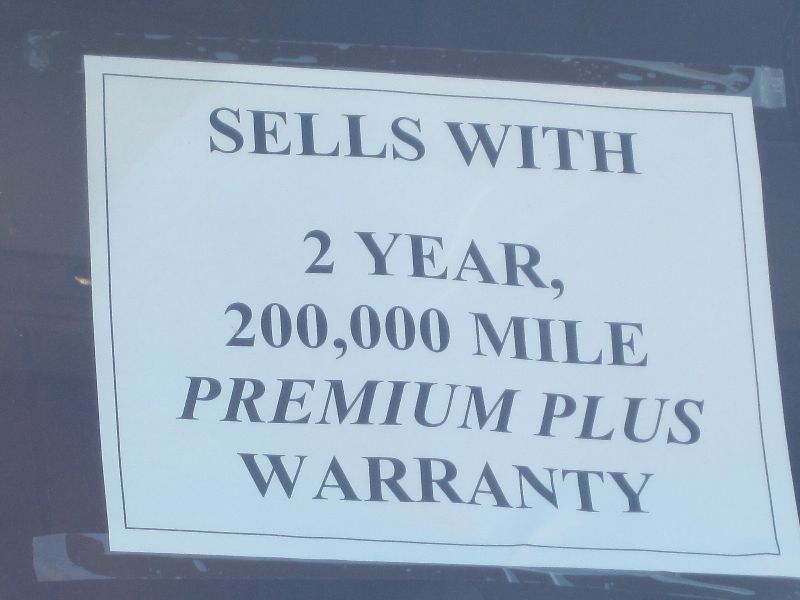 SELLS WITH
2 YEAR,
200,000 MILE
PREMIUM PLUS
WARRANTY